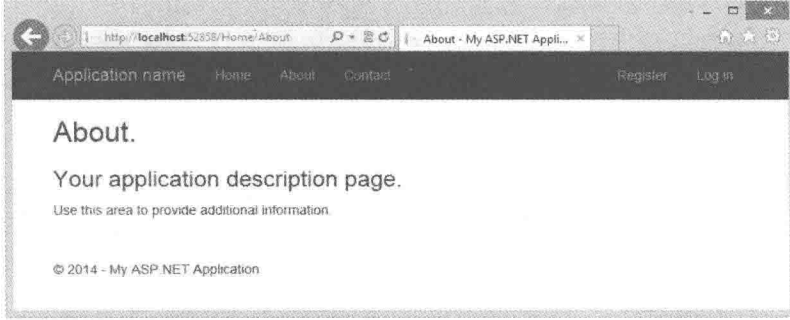 http://localhost:52858/Home/About
About - My ASP.NET Appli...
Application name Home About Contact Register Log in
About.
Your application description page.
Use this area to provide additional information.
© 2014 - My ASP.NET Application